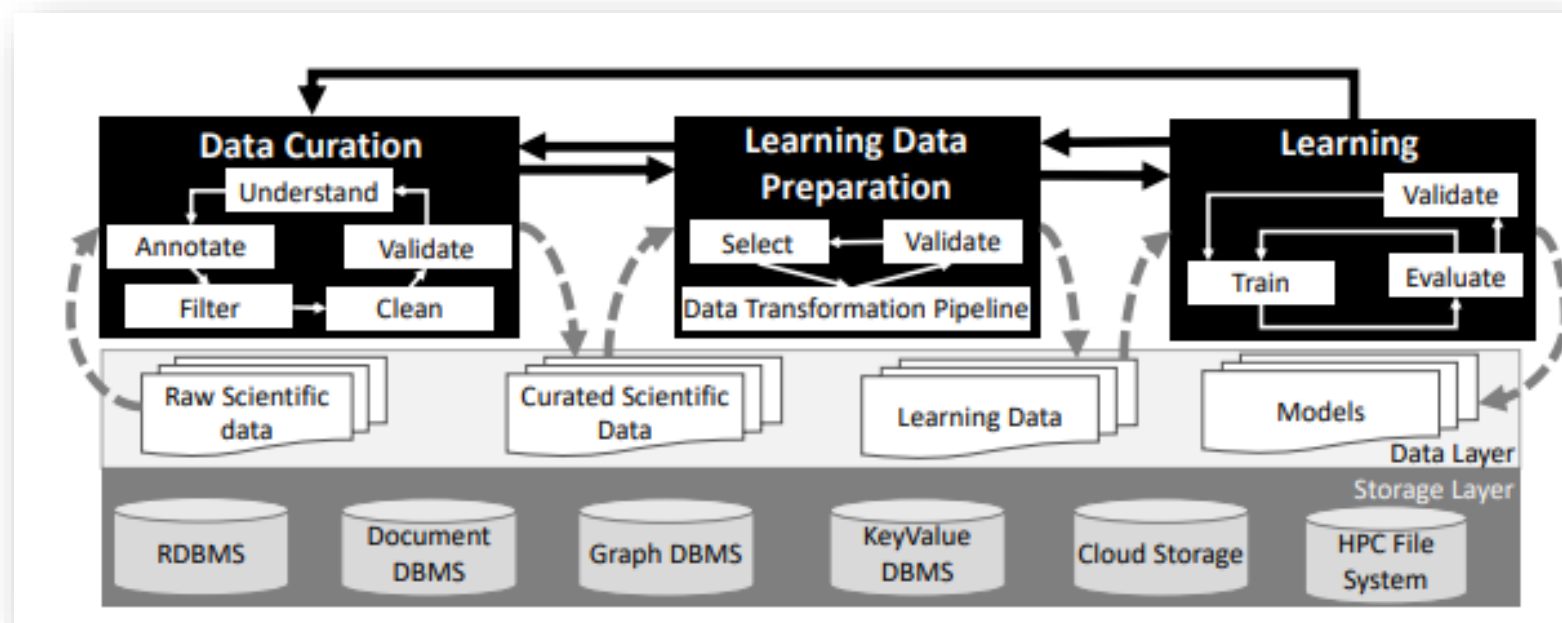 Data Curation
Understand
Annotate
Validate
Filter
Clean
Learning Data
Preparation
Select
Validate
Data Transformation Pipeline
Learning
Validate
Train
Evaluate
Raw Scientific
data
Curated Scientific
Data
Learning Data
Models
Data Layer
Storage Layer
RDBMS
Document
DBMS
Graph DBMS
KeyValue
DBMS
Cloud Storage
HPC File
System